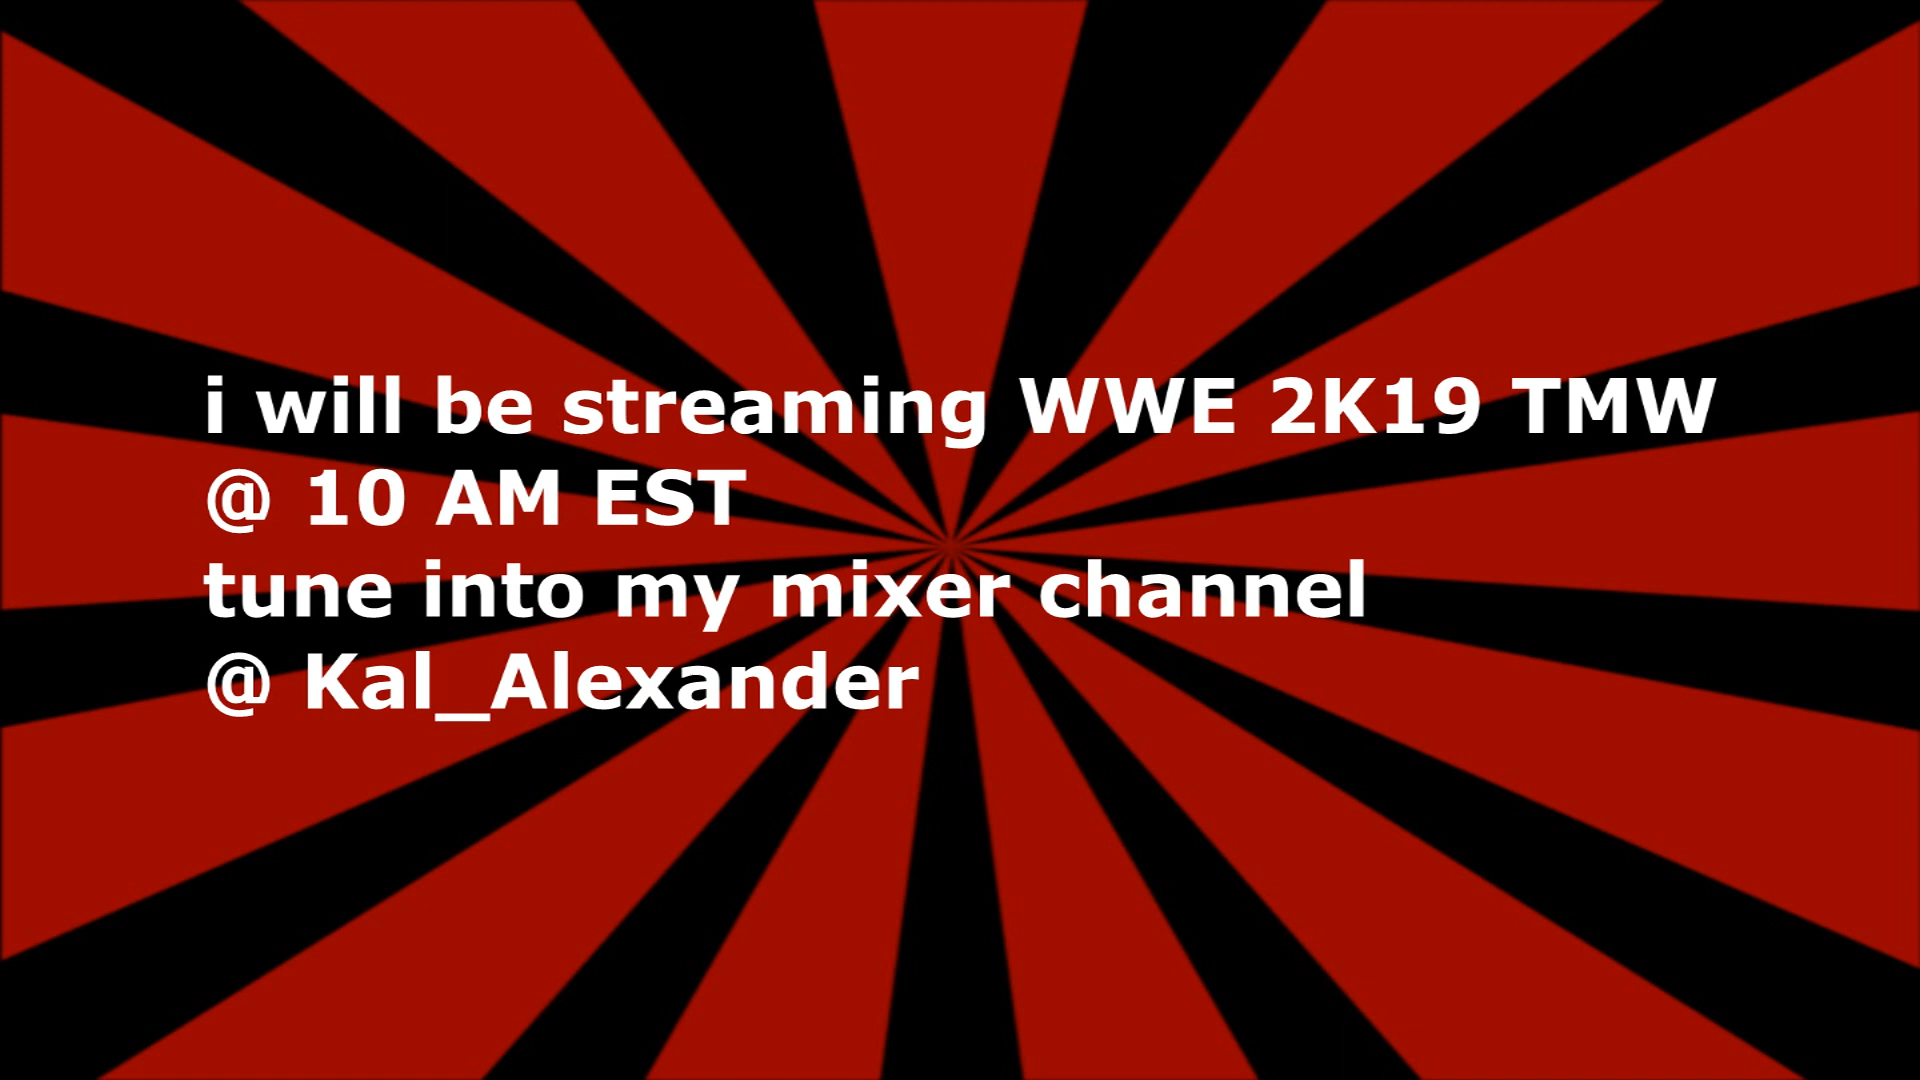 i will be streaming WWE 2K19 TMW
@ 10 AM EST
tune into my mixer channel
@ Kal_Alexander